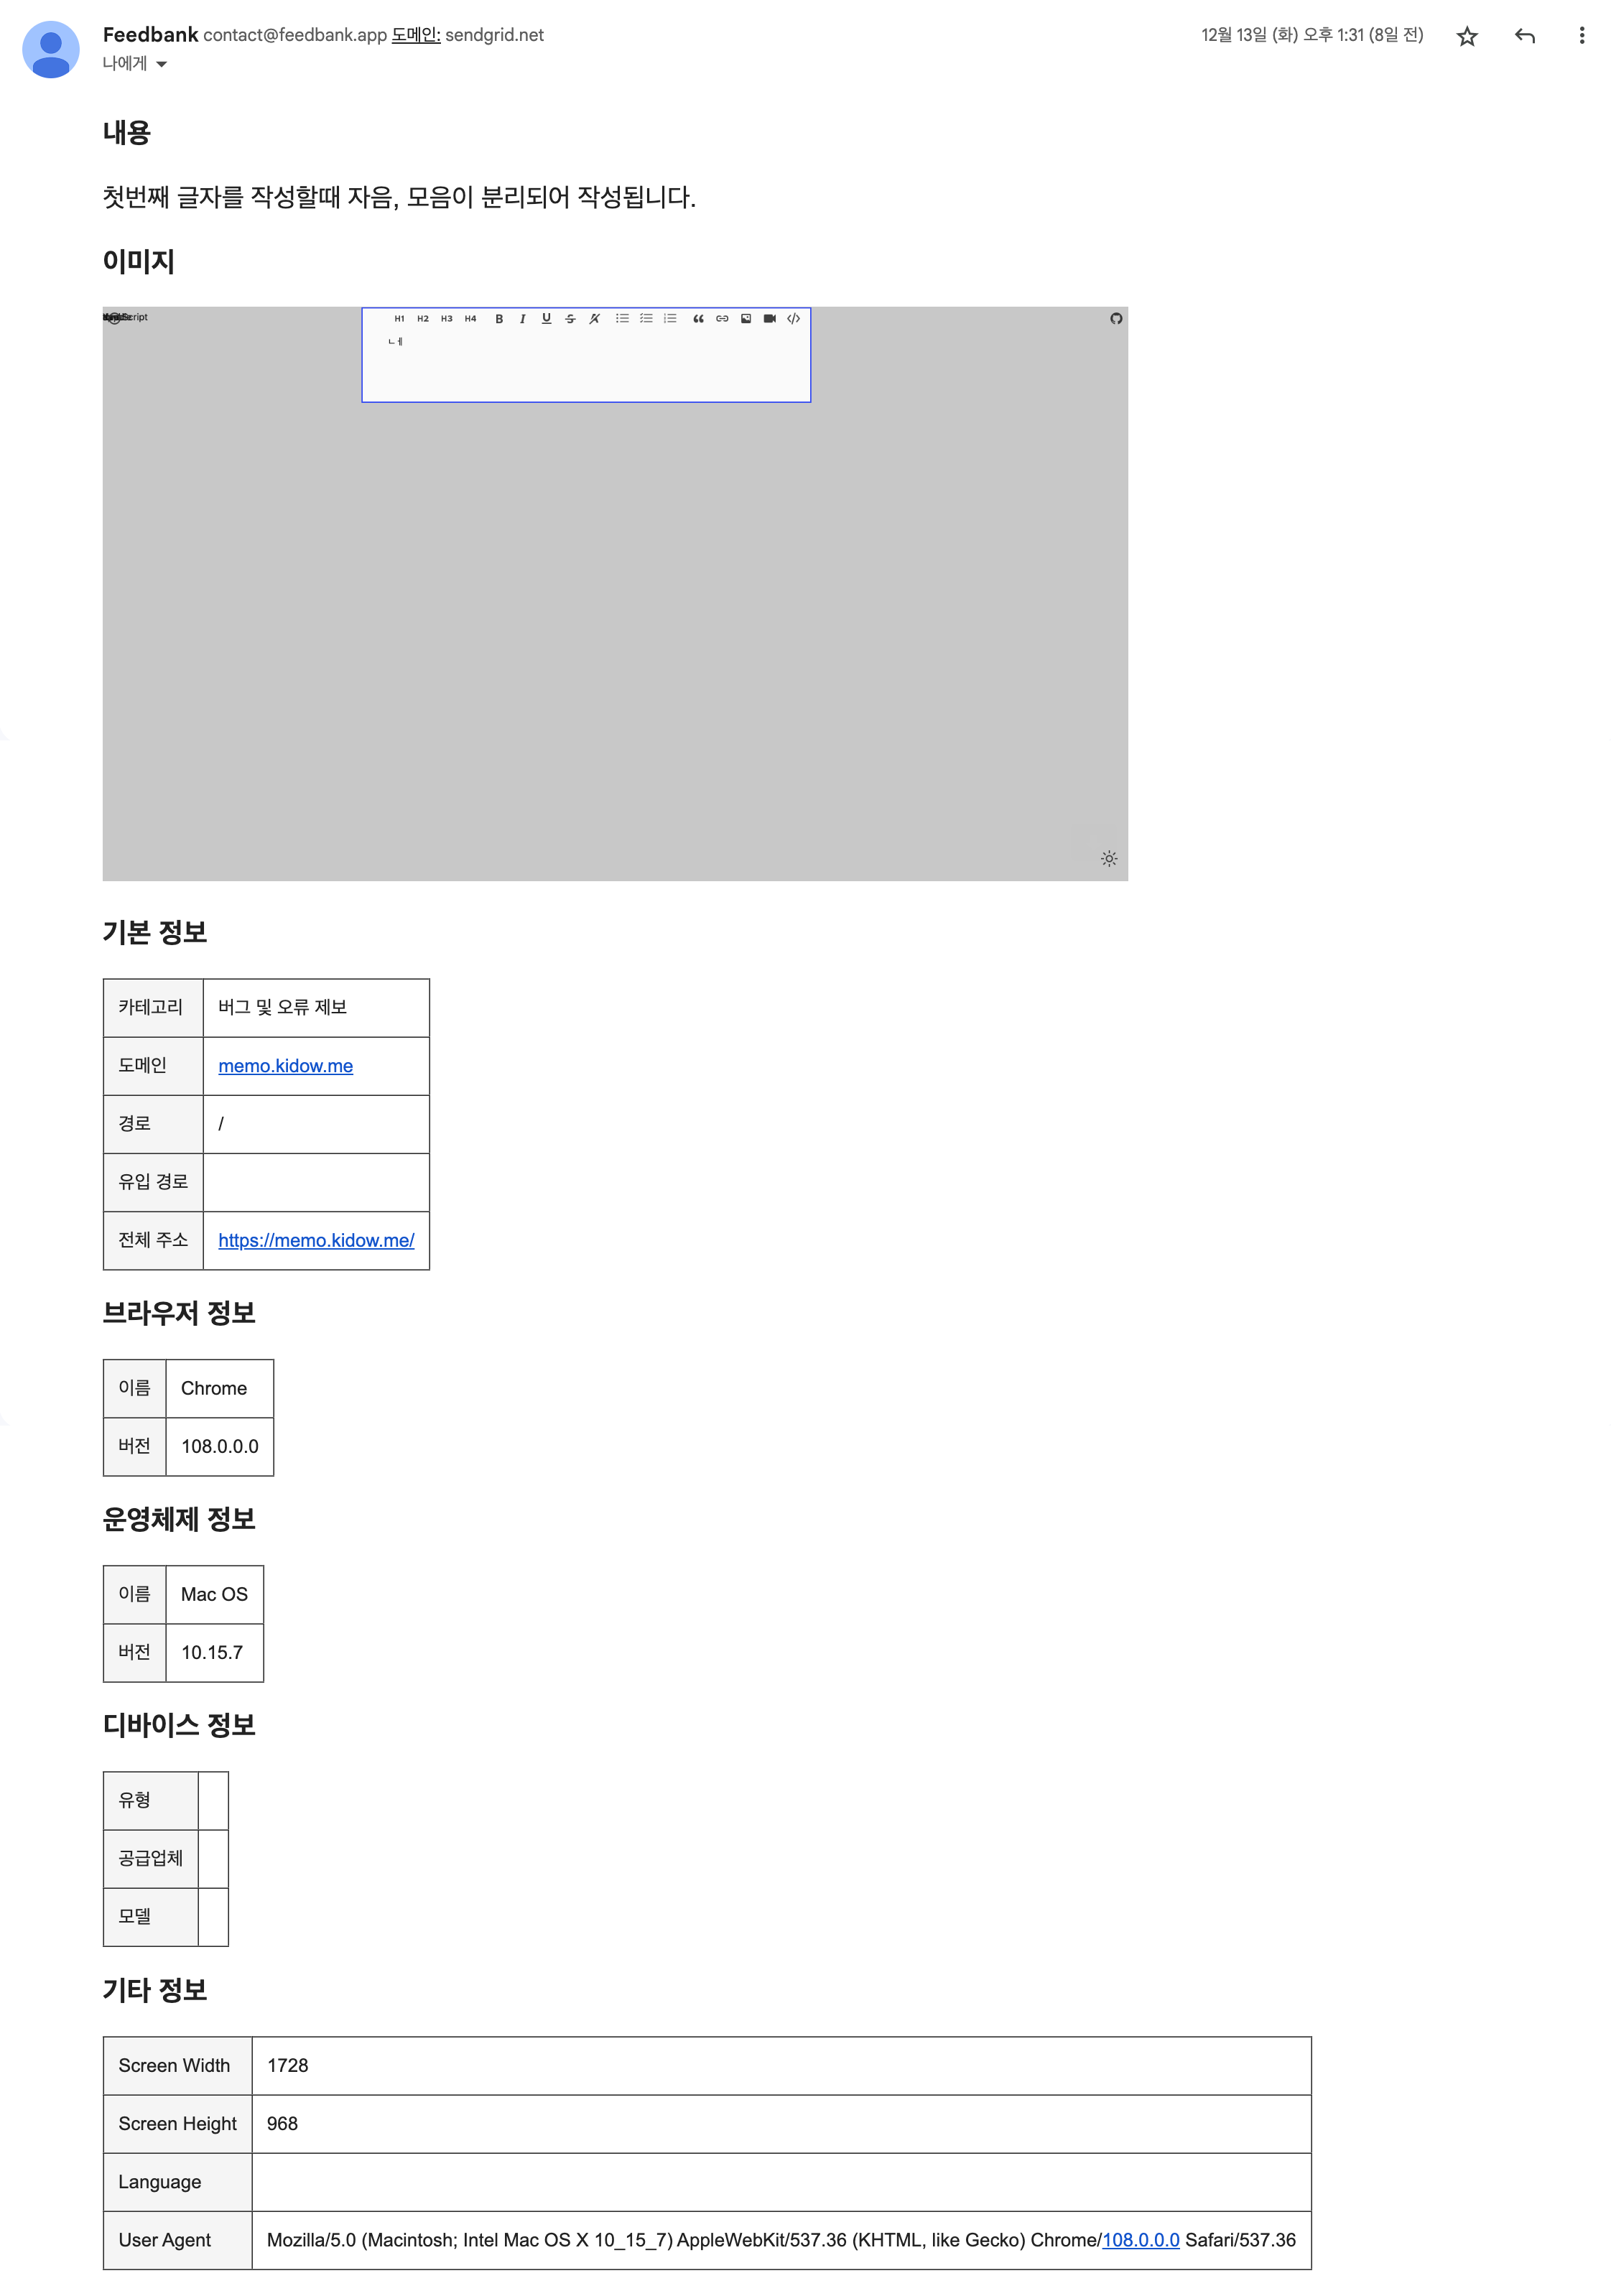 Feedbank contact@feedbank.app 도메인: sendgrid.net
12월 13일 (화) 오후 1:31 (8일 전)
나에게
내용
첫번째 글자를 작성할때 자음, 모음이 분리되어 작성됩니다.
이미지
H1 H2 H3 H4 B I U S
ㄴㅔ
기본 정보
카테고리 버그 및 오류 제보
도메인 memo.kidow.me
경로 /
유입 경로
전체 주소 https://memo.kidow.me/
브라우저 정보
이름 Chrome
버전 108.0.0.0
운영체제 정보
이름 Mac OS
버전 10.15.7
디바이스 정보
유형
공급업체
모델
기타 정보
Screen Width 1728
Screen Height 968
Language
User Agent Mozilla/5.0 (Macintosh; Intel Mac OS X 10_15_7) AppleWebKit/537.36 (KHTML, like Gecko) Chrome/108.0.0.0 Safari/537.36